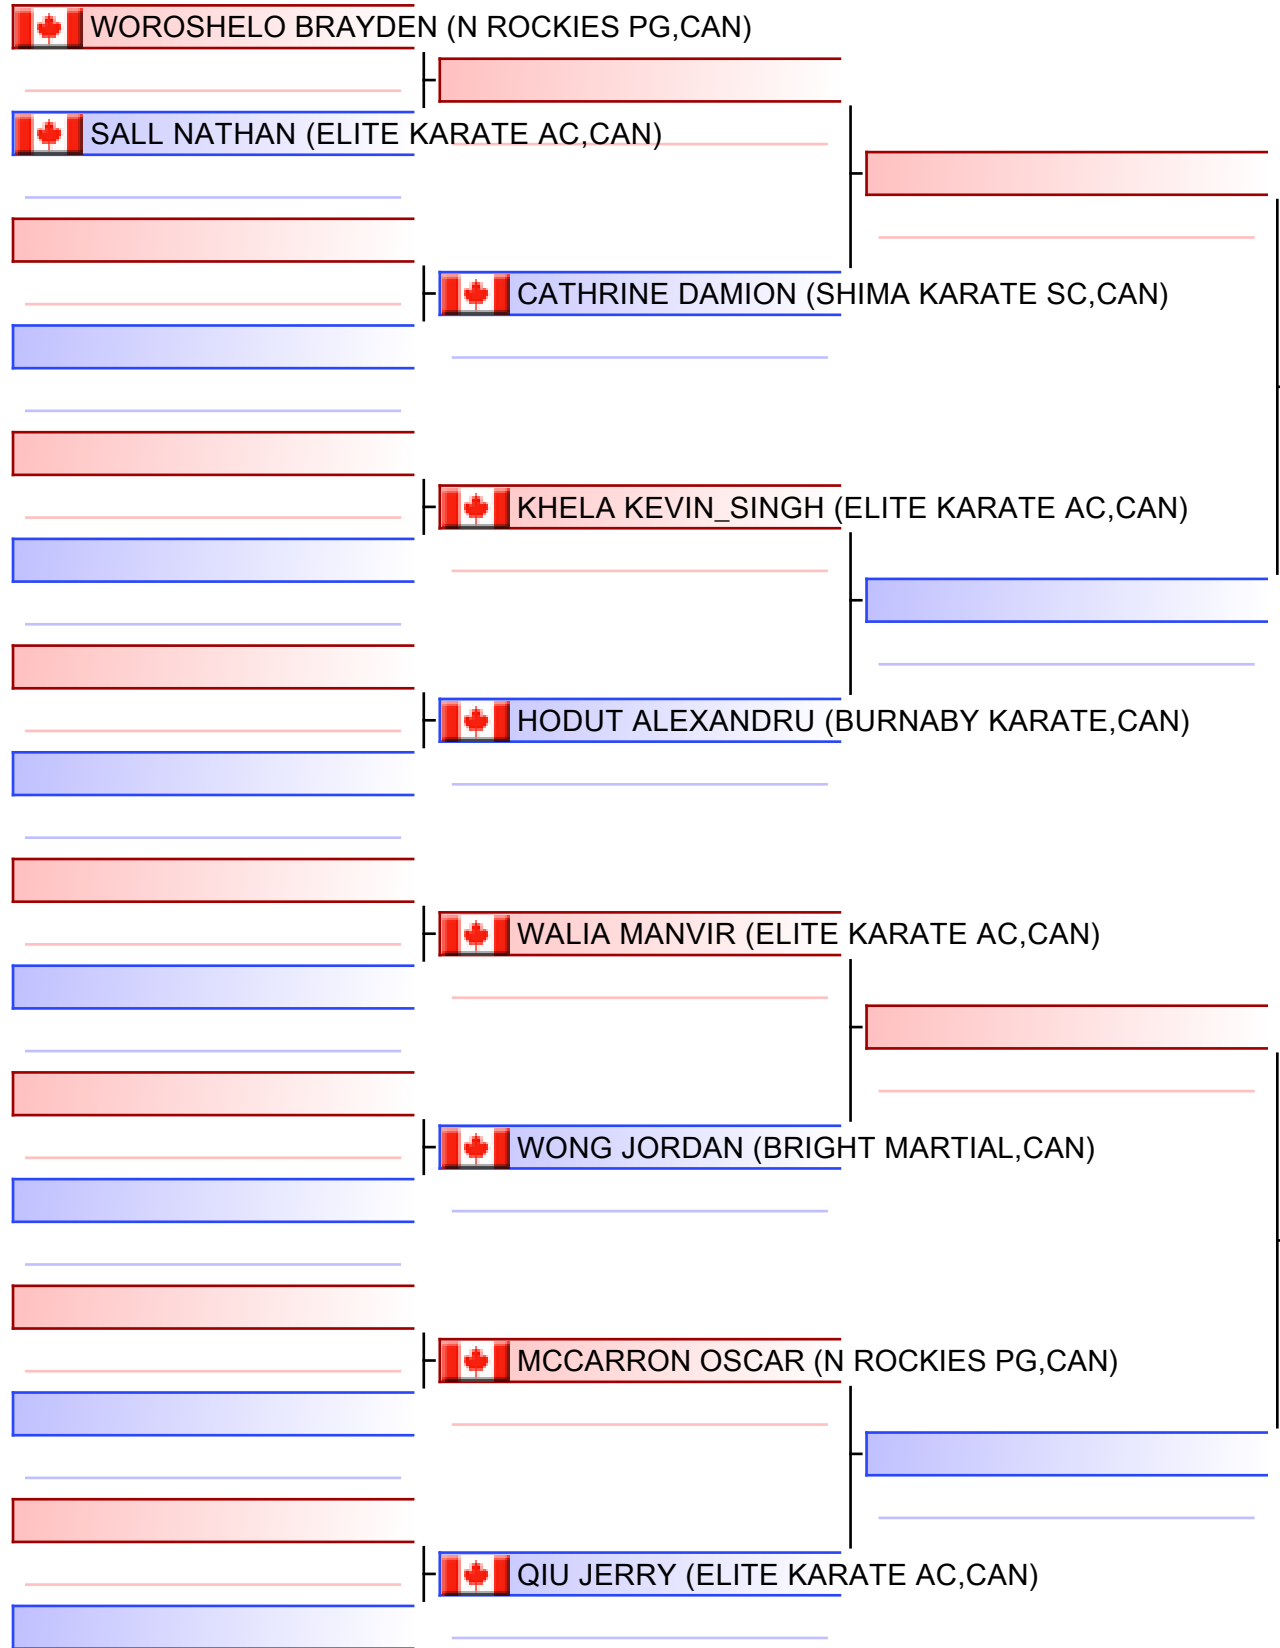 WOROSHELO BRAYDEN (N ROCKIES PG,CAN)
SALL NATHAN (ELITE KARATE AC,CAN)
CATHRINE DAMION (SHIMA KARATE SC,CAN)
KHELA KEVIN_SINGH (ELITE KARATE AC,CAN)
HODUT ALEXANDRU (BURNABY KARATE,CAN)
WALIA MANVIR (ELITE KARATE AC,CAN)
WONG JORDAN (BRIGHT MARTIAL,CAN)
MCCARRON OSCAR (N ROCKIES PG,CAN)
QIU JERRY (ELITE KARATE AC,CAN)